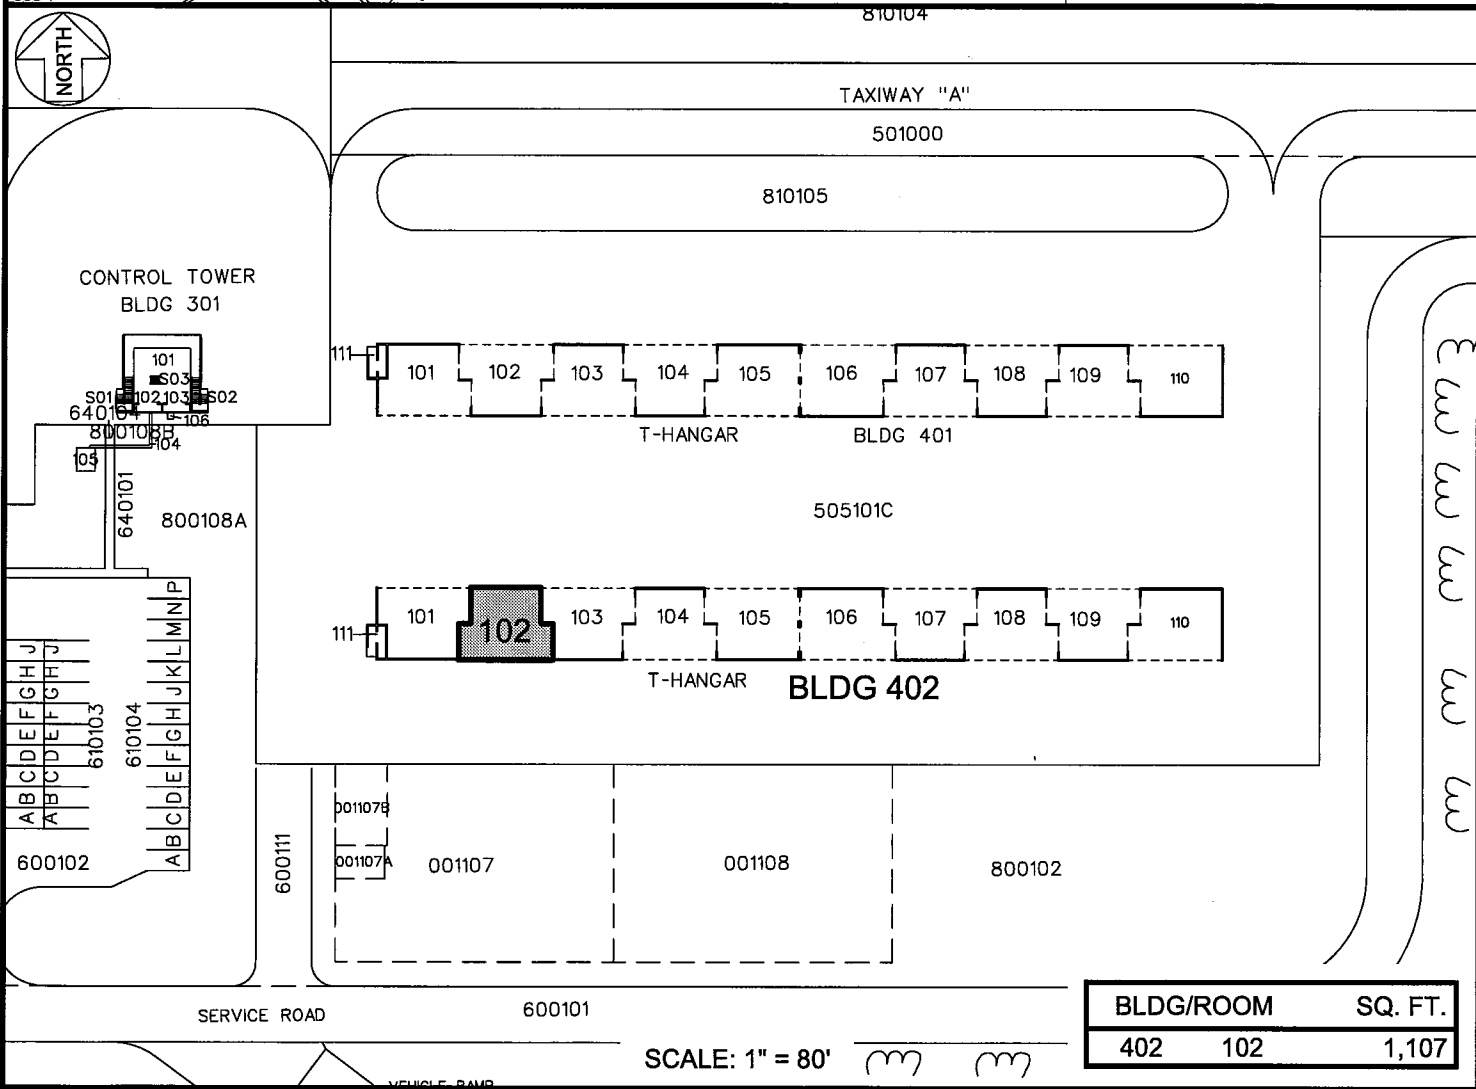 810104
NORTH
TAXIWAY "A"
501000
810105
CONTROL TOWER
BLDG 301
101
S03
S01 102 103 S02
640104 106
800108B
104
105
640101
800108A
111 101 102 103 104 105 106 107 108 109 110
T-HANGAR BLDG 401
505101C
111 101 102 103 104 105 106 107 108 109 110
T-HANGAR BLDG 402
A B C D E F G H J
A B C D E F G H J
610103
610104
A B C D E F G H J K L M N P
600102
600111
001107B
001107A
001107
001108
800102
SERVICE ROAD
600101
SCALE: 1" = 80'
VEHICLE RAMP
BLDG/ROOM SQ. FT.
402 102 1,107